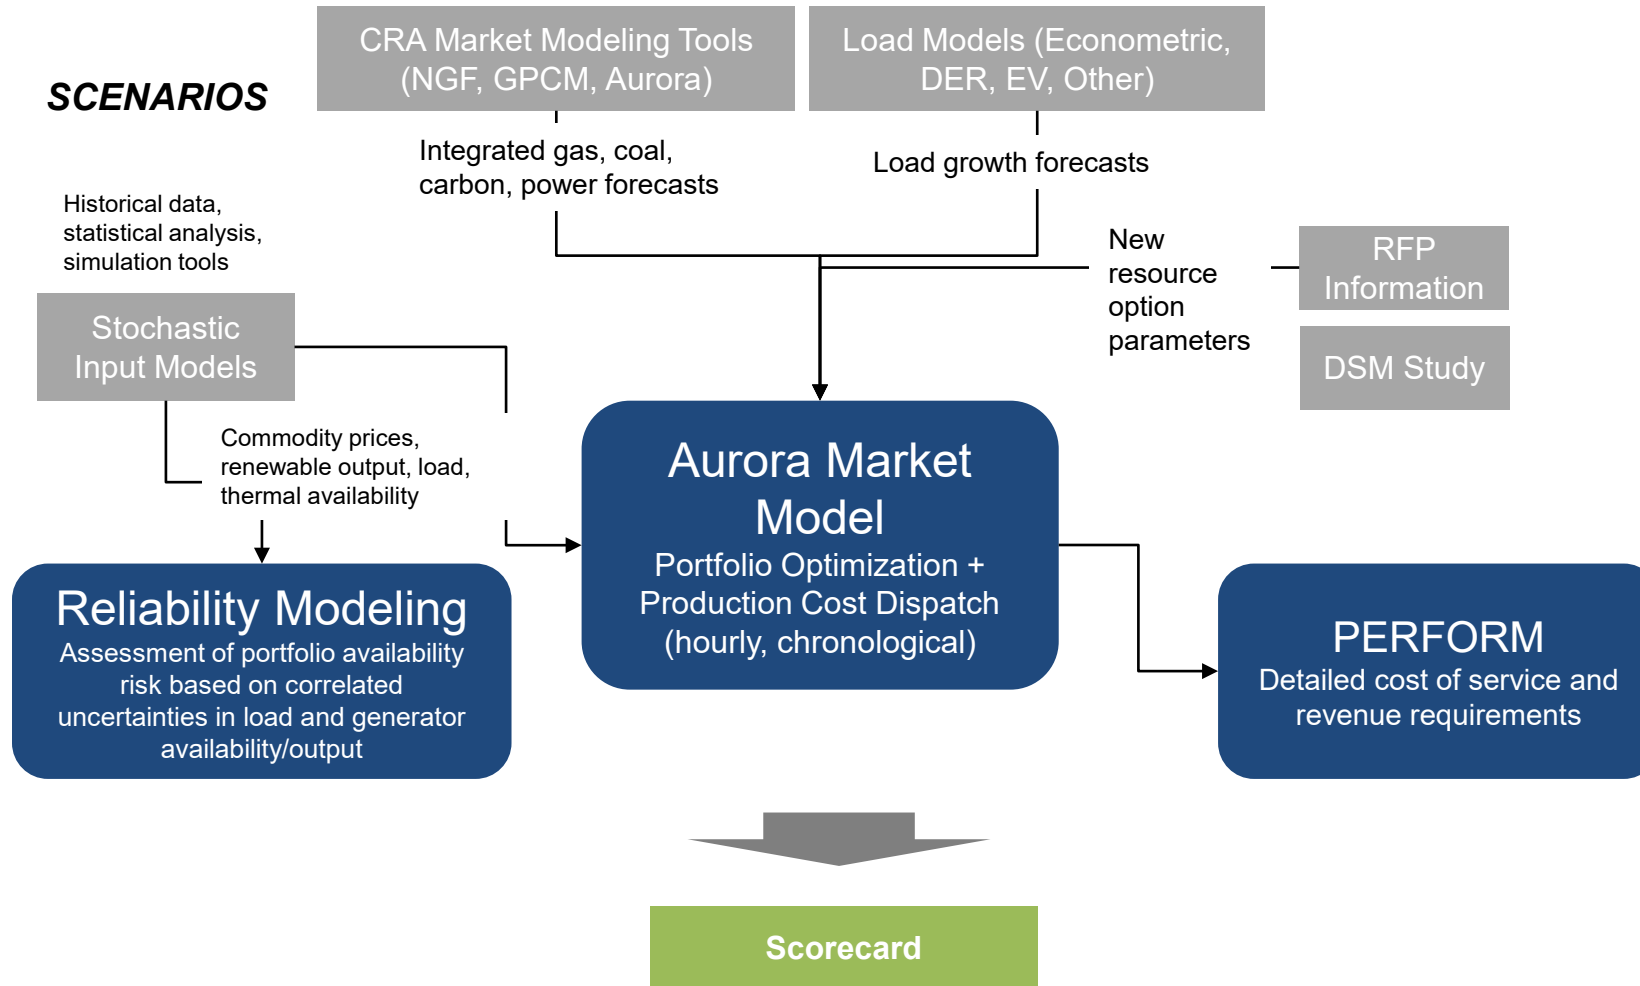 CRA Market Modeling Tools
(NGF, GPCM, Aurora)
Load Models (Econometric,
DER, EV, Other)
SCENARIOS
Integrated gas, coal,
carbon, power forecasts
Load growth forecasts
Historical data,
statistical analysis,
simulation tools
New
resource
option
parameters
RFP
Information
Stochastic
Input Models
DSM Study
Commodity prices,
renewable output, load,
thermal availability
Aurora Market
Model
Portfolio Optimization +
Production Cost Dispatch
(hourly, chronological)
Reliability Modeling
Assessment of portfolio availability
risk based on correlated
uncertainties in load and generator
availability/output
PERFORM
Detailed cost of service and
revenue requirements
Scorecard